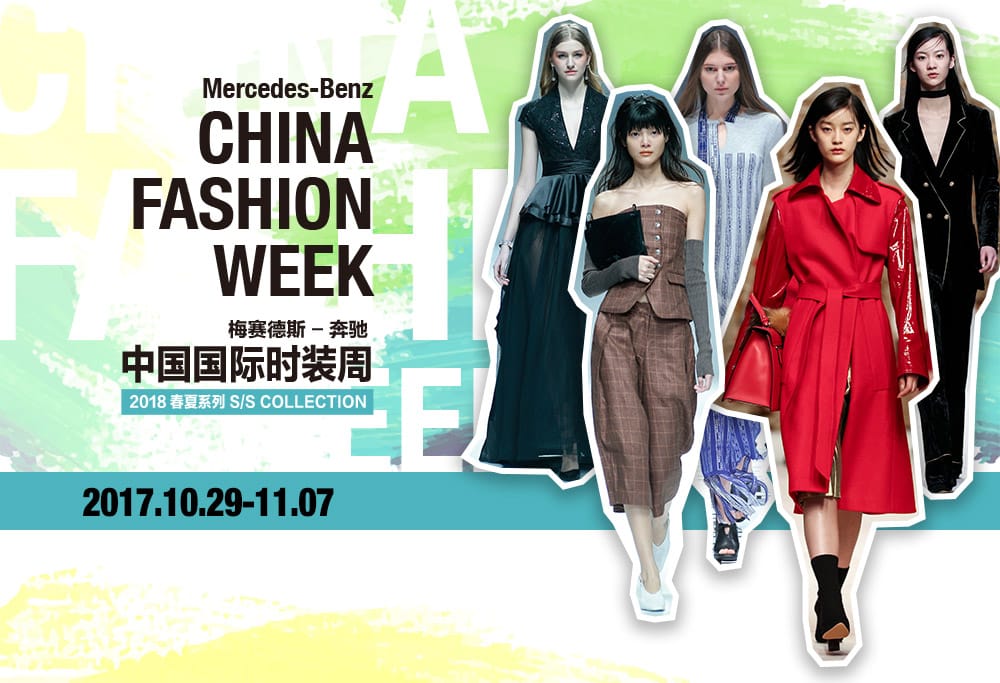 Mercedes-Benz
CHINA
FASHION
WEEK
梅赛德斯 – 奔驰
中国国际时装周
2018 春夏系列 S/S COLLECTION
2017.10.29-11.07